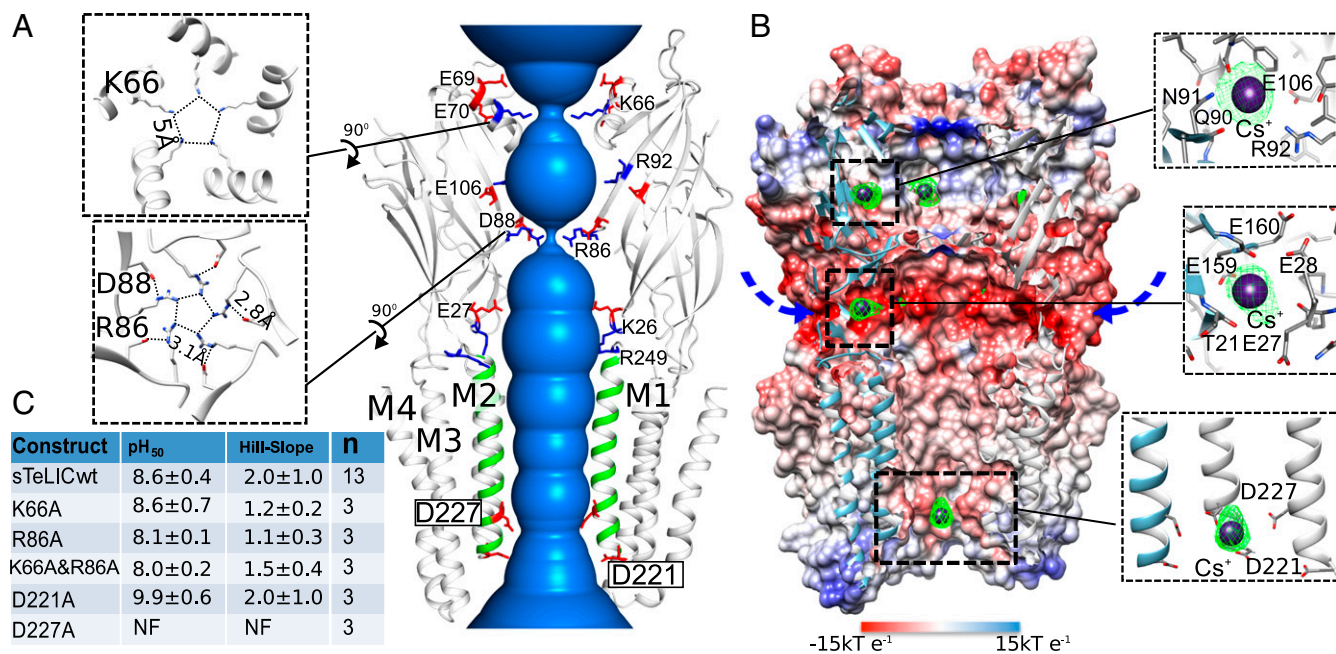 A
K66
5Å
90⁰
D88
R86
2.8Å
3.1Å
90⁰
E69
E70
K66
R92
E106
D88
R86
E27
K26
R249
M4
M3
M2
M1
D227
D221
B
N91
E106
Q90
Cs⁺
R92
E160
E159
E28
Cs⁺
T21 E27
D227
Cs⁺
D221
-15kT e⁻¹
15kT e⁻¹
C
Construct pH₅₀ Hill-Slope n
sTeLICwt 8.6±0.4 2.0±1.0 13
K66A 8.6±0.7 1.2±0.2 3
R86A 8.1±0.1 1.1±0.3 3
K66A&R86A 8.0±0.2 1.5±0.4 3
D221A 9.9±0.6 2.0±1.0 3
D227A NF NF 3